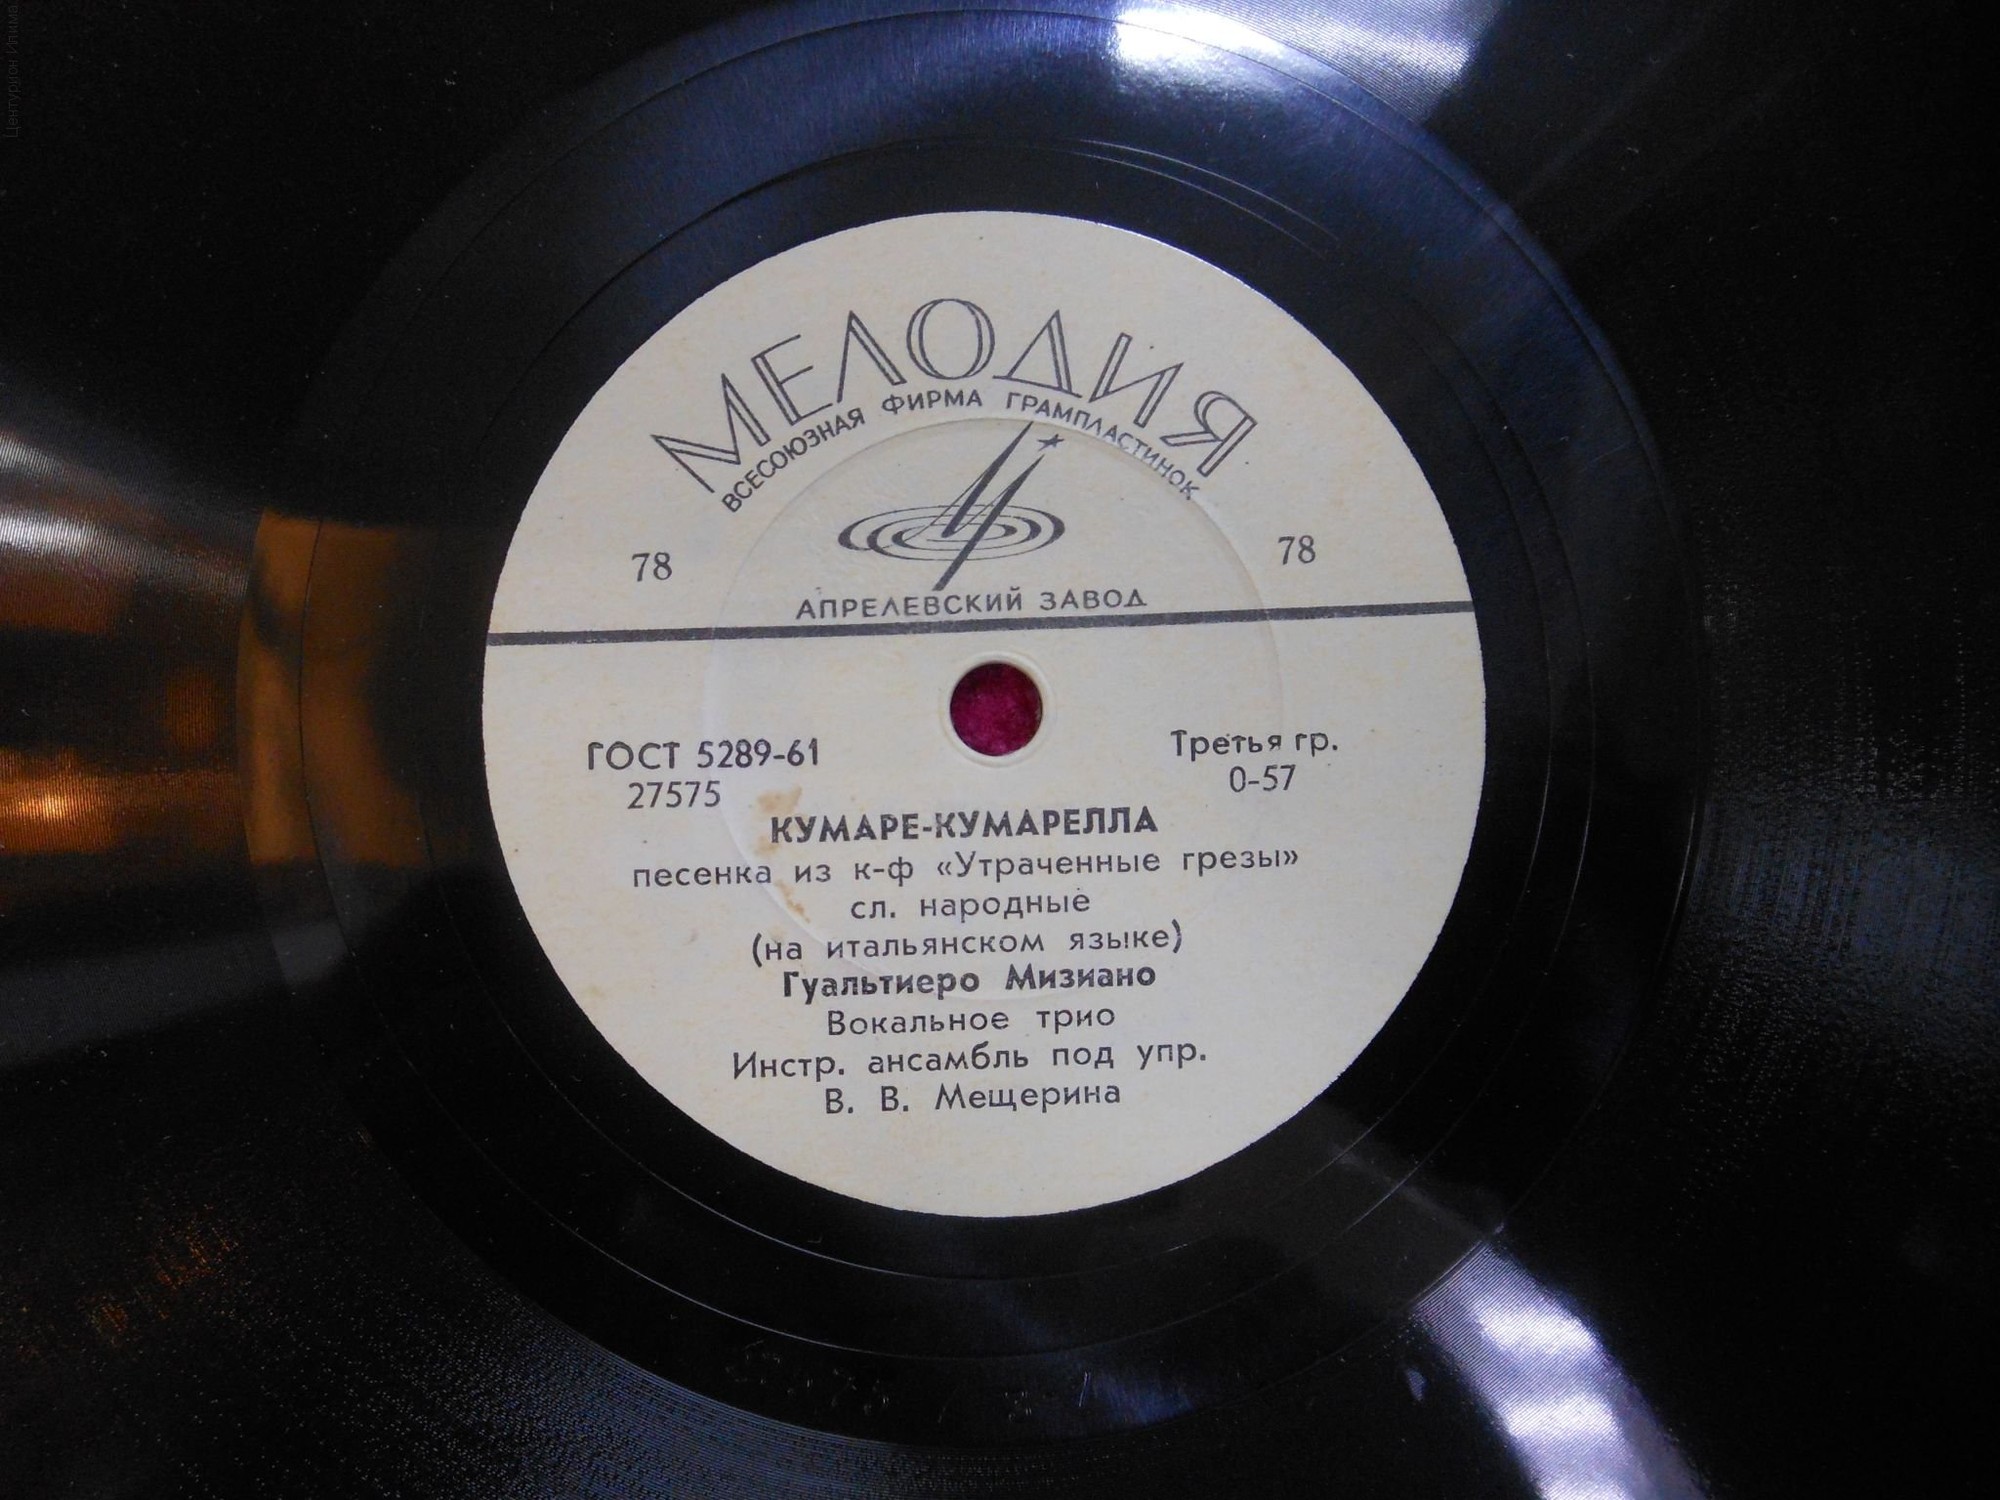 МЕЛОДИЯ
ВСЕСОЮЗНАЯ ФИРМА ГРАМПЛАСТИНОК
78 78
АПРЕЛЕВСКИЙ ЗАВОД
ГОСТ 5289-61 Третья гр.
27575 0-57
КУМАРЕ-КУМАРЕЛЛА
песенка из к-ф «Утраченные грезы»
сл. народные
(на итальянском языке)
Гуальтиеро Мизиано
Вокальное трио
Инстр. ансамбль под упр.
В. В. Мещерина